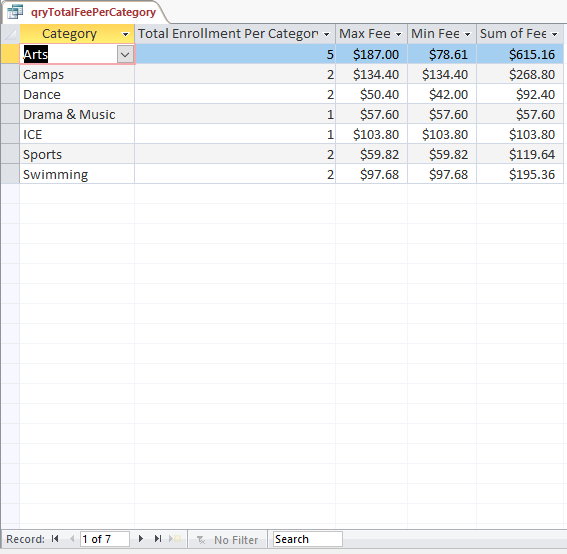 qryTotalFeePerCategory
Category Total Enrollment Per Category Max Fee Min Fee Sum of Fee
Arts 5 $187.00 $78.61 $615.16
Camps 2 $134.40 $134.40 $268.80
Dance 2 $50.40 $42.00 $92.40
Drama & Music 1 $57.60 $57.60 $57.60
ICE 1 $103.80 $103.80 $103.80
Sports 2 $59.82 $59.82 $119.64
Swimming 2 $97.68 $97.68 $195.36
Record: 1 of 7 No Filter Search